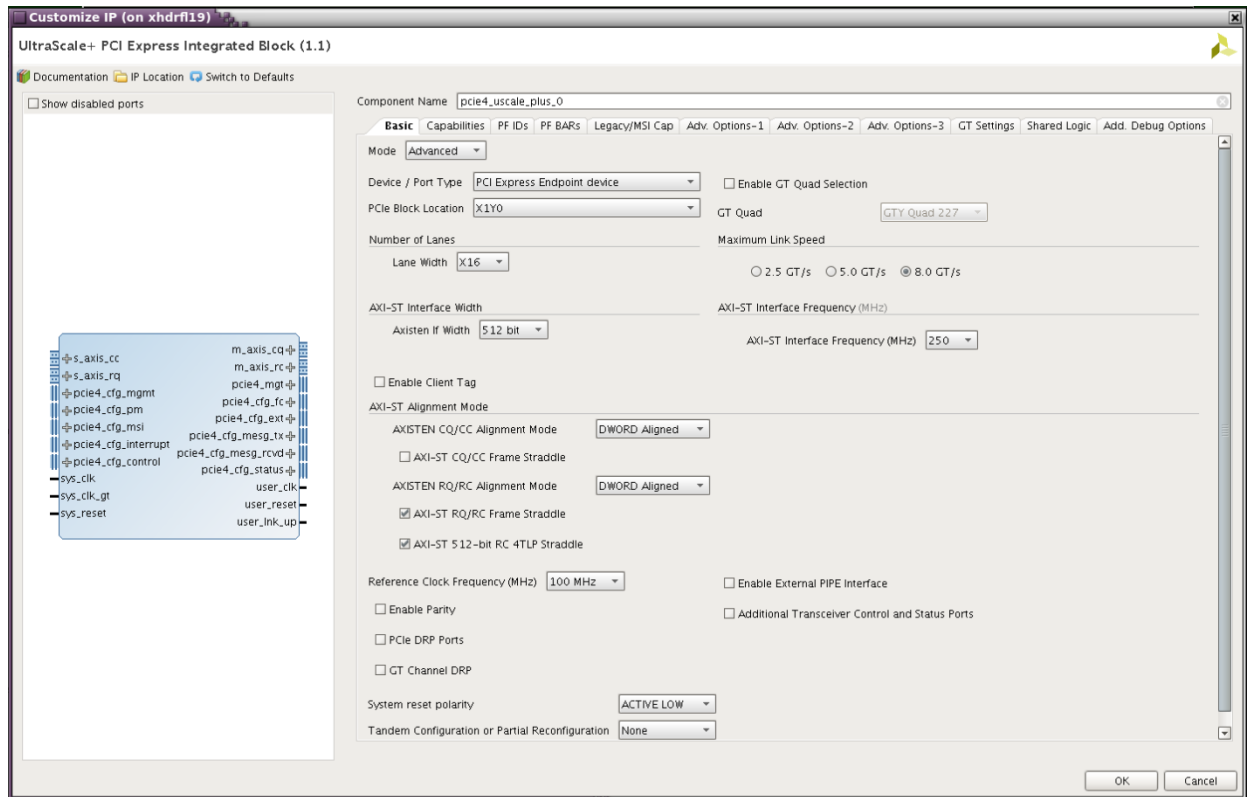 Customize IP (on xhdrfl19)
UltraScale+ PCI Express Integrated Block (1.1)
Documentation IP Location Switch to Defaults
Show disabled ports
s_axis_cc
s_axis_rq
pcie4_cfg_mgmt
pcie4_cfg_pm
pcie4_cfg_msi
pcie4_cfg_interrupt
pcie4_cfg_control
sys_clk
sys_clk_gt
sys_reset
m_axis_cq
m_axis_rc
pcie4_mgt
pcie4_cfg_fc
pcie4_cfg_ext
pcie4_cfg_mesg_tx
pcie4_cfg_mesg_rcvd
pcie4_cfg_status
user_clk
user_reset
user_lnk_up
Component Name pcie4_uscale_plus_0
Basic Capabilities PF IDs PF BARs Legacy/MSI Cap Adv. Options-1 Adv. Options-2 Adv. Options-3 GT Settings Shared Logic Add. Debug Options
Mode Advanced
Device / Port Type PCI Express Endpoint device Enable GT Quad Selection
PCIe Block Location X1Y0 GT Quad GTY Quad 227
Number of Lanes Maximum Link Speed
Lane Width X16 2.5 GT/s 5.0 GT/s 8.0 GT/s
AXI-ST Interface Width AXI-ST Interface Frequency (MHz)
Axisten If Width 512 bit AXI-ST Interface Frequency (MHz) 250
Enable Client Tag
AXI-ST Alignment Mode
AXISTEN CQ/CC Alignment Mode DWORD Aligned
AXI-ST CQ/CC Frame Straddle
AXISTEN RQ/RC Alignment Mode DWORD Aligned
AXI-ST RQ/RC Frame Straddle
AXI-ST 512-bit RC 4TLP Straddle
Reference Clock Frequency (MHz) 100 MHz Enable External PIPE Interface
Enable Parity Additional Transceiver Control and Status Ports
PCIe DRP Ports
GT Channel DRP
System reset polarity ACTIVE LOW
Tandem Configuration or Partial Reconfiguration None
OK Cancel